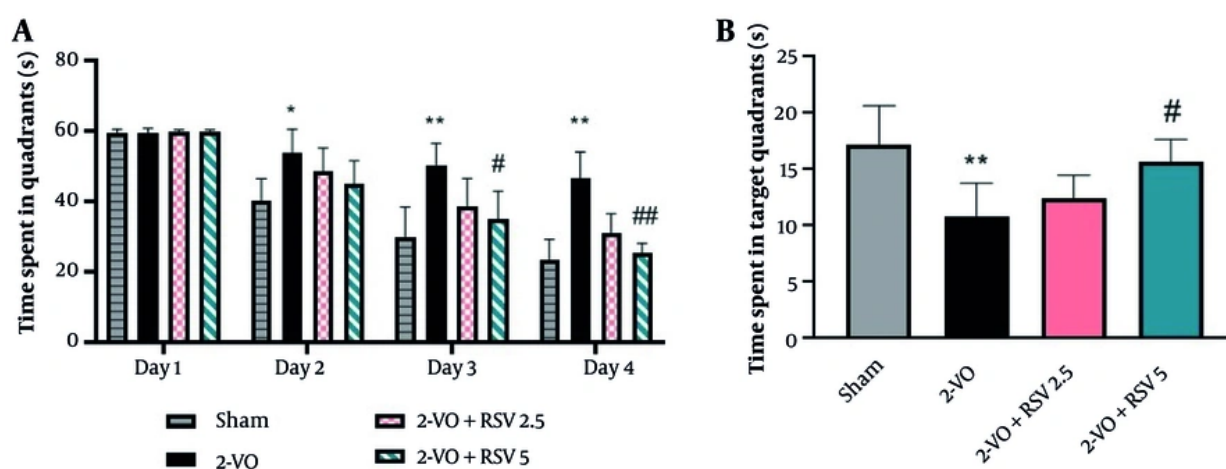 A
Time spent in quadrants (s)
80
60
40
20
0
*
**
#
**
##
Day 1
Day 2
Day 3
Day 4
Sham
2-VO
2-VO + RSV 2.5
2-VO + RSV 5
B
Time spent in target quadrants (s)
25
20
15
10
5
0
**
#
Sham
2-VO
2-VO + RSV 2.5
2-VO + RSV 5